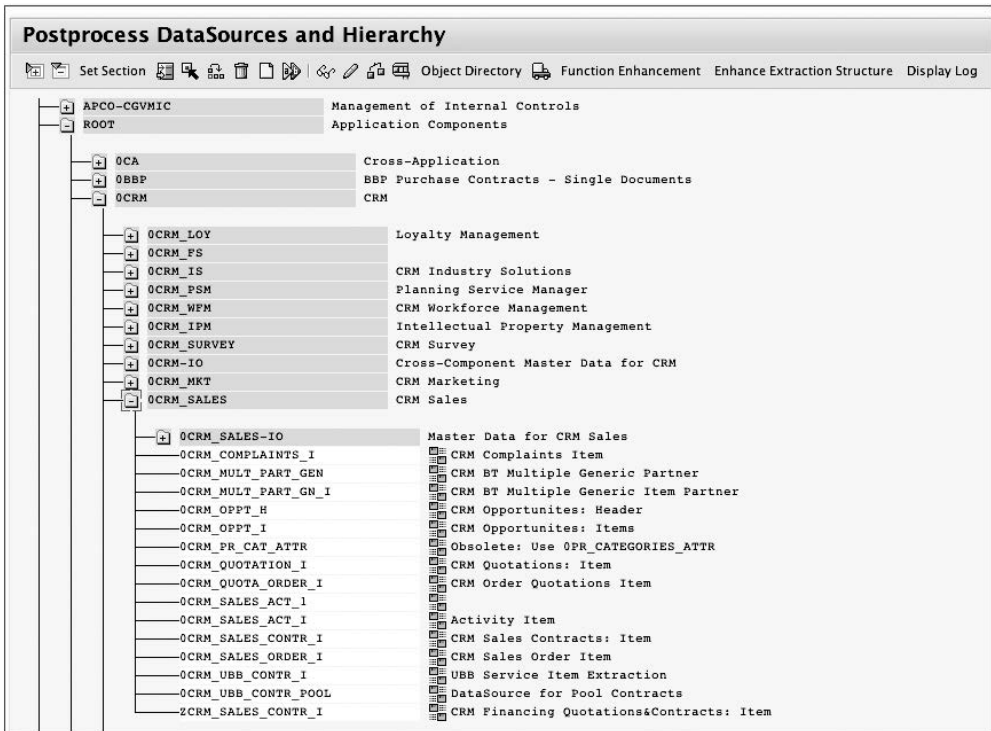 Postprocess DataSources and Hierarchy
Set Section Object Directory Function Enhancement Enhance Extraction Structure Display Log
APCO-CGVMIC Management of Internal Controls
ROOT Application Components
0CA Cross-Application
0BBP BBP Purchase Contracts - Single Documents
0CRM CRM
0CRM_LOY Loyalty Management
0CRM_FS
0CRM_IS CRM Industry Solutions
0CRM_PSM Planning Service Manager
0CRM_WFM CRM Workforce Management
0CRM_IPM Intellectual Property Management
0CRM_SURVEY CRM Survey
0CRM-IO Cross-Component Master Data for CRM
0CRM_MKT CRM Marketing
0CRM_SALES CRM Sales
0CRM_SALES-IO Master Data for CRM Sales
0CRM_COMPLAINTS_I CRM Complaints Item
0CRM_MULT_PART_GEN CRM BT Multiple Generic Partner
0CRM_MULT_PART_GN_I CRM BT Multiple Generic Item Partner
0CRM_OPPT_H CRM Opportunites: Header
0CRM_OPPT_I CRM Opportunites: Items
0CRM_PR_CAT_ATTR Obsolete: Use 0PR_CATEGORIES_ATTR
0CRM_QUOTATION_I CRM Quotations: Item
0CRM_QUOTA_ORDER_I CRM Order Quotations Item
0CRM_SALES_ACT_1
0CRM_SALES_ACT_I Activity Item
0CRM_SALES_CONTR_I CRM Sales Contracts: Item
0CRM_SALES_ORDER_I CRM Sales Order Item
0CRM_UBB_CONTR_I UBB Service Item Extraction
0CRM_UBB_CONTR_POOL DataSource for Pool Contracts
ZCRM_SALES_CONTR_I CRM Financing Quotations&Contracts: Item